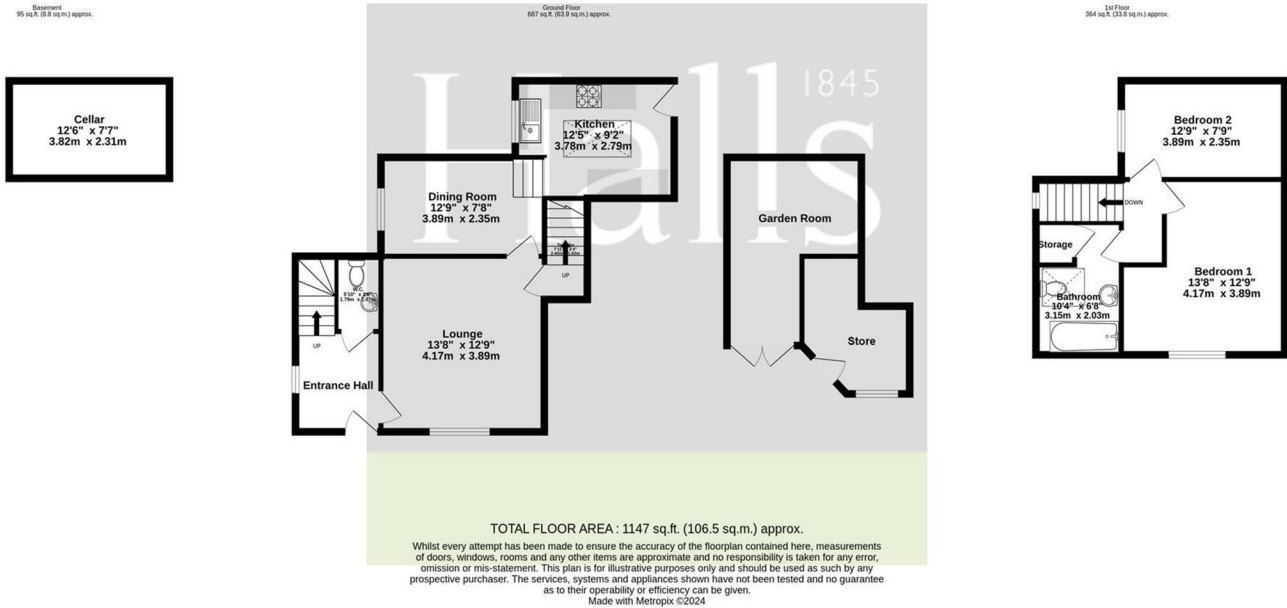 Basement
95 sq.ft. (8.8 sq.m.) approx.
Ground Floor
687 sq.ft. (63.9 sq.m.) approx.
1st Floor
364 sq.ft. (33.8 sq.m.) approx.
Halls
1845
Cellar
12'6" x 7'7"
3.82m x 2.31m
Kitchen
12'5" x 9'2"
3.78m x 2.79m
Dining Room
12'9" x 7'8"
3.89m x 2.35m
UP
W.C.
UP
Lounge
13'8" x 12'9"
4.17m x 3.89m
Entrance Hall
Garden Room
Store
Bedroom 2
12'9" x 7'9"
3.89m x 2.35m
DOWN
Storage
Bedroom 1
13'8" x 12'9"
4.17m x 3.89m
Bathroom
10'4" x 6'8"
3.15m x 2.03m
TOTAL FLOOR AREA : 1147 sq.ft. (106.5 sq.m.) approx.
Whilst every attempt has been made to ensure the accuracy of the floorplan contained here, measurements
of doors, windows, rooms and any other items are approximate and no responsibility is taken for any error,
omission or mis-statement. This plan is for illustrative purposes only and should be used as such by any
prospective purchaser. The services, systems and appliances shown have not been tested and no guarantee
as to their operability or efficiency can be given.
Made with Metropix ©2024